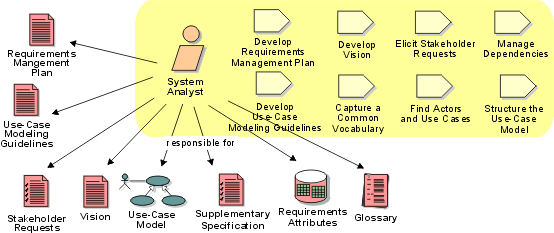 Develop
Requirements
Management Plan
Develop
Vision
Elicit Stakeholder
Requests
Manage
Dependencies
Requirements
Mangement
Plan
System
Analyst
Develop
Use-Case
Modeling Guidelines
Capture a
Common
Vocabulary
Find Actors
and Use Cases
Structure the
Use-Case
Model
Use-Case
Modeling
Guidelines
responsible for
Stakeholder
Requests
Vision
Use-Case
Model
Supplementary
Specification
Requirements
Attributes
Glossary